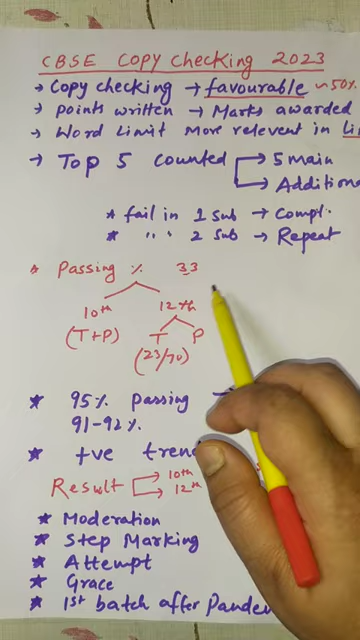 CBSE Copy Checking 2023
→ Copy checking → favourable ~50%
→ Points written → Marks awarded
→ Word Limit More relevent in
→ Top 5 counted → 5 main
→ Additiona
* fail in 1 Sub → Compt.
* " " 2 Sub → Repeat
* Passing % 33
10th 12th
(T+P) T P
(23/70)
* 95% Passing →
91-92%.
* +ve tren
Result → 10th
→ 12th
* Moderation
* Step Marking
* Attempt
* Grace
* 1st batch after Pande